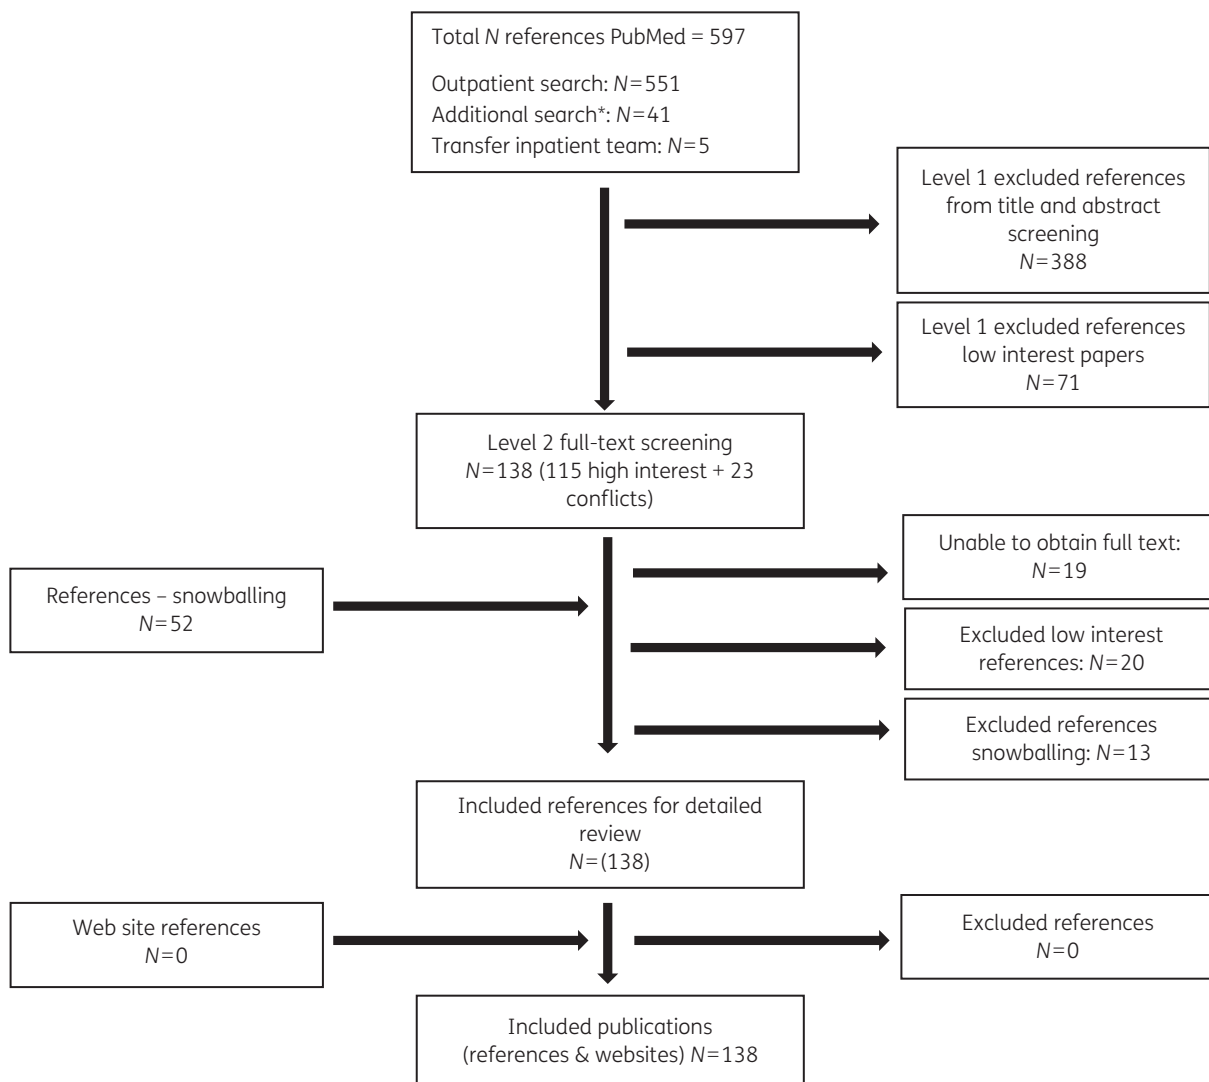 Total N references PubMed = 597
Outpatient search: N=551
Additional search*: N=41
Transfer inpatient team: N=5
Level 1 excluded references
from title and abstract
screening
N=388
Level 1 excluded references
low interest papers
N=71
Level 2 full-text screening
N=138 (115 high interest + 23
conflicts)
Unable to obtain full text:
N=19
References – snowballing
N=52
Excluded low interest
references: N=20
Excluded references
snowballing: N=13
Included references for detailed
review
N=(138)
Web site references
N=0
Excluded references
N=0
Included publications
(references & websites) N=138